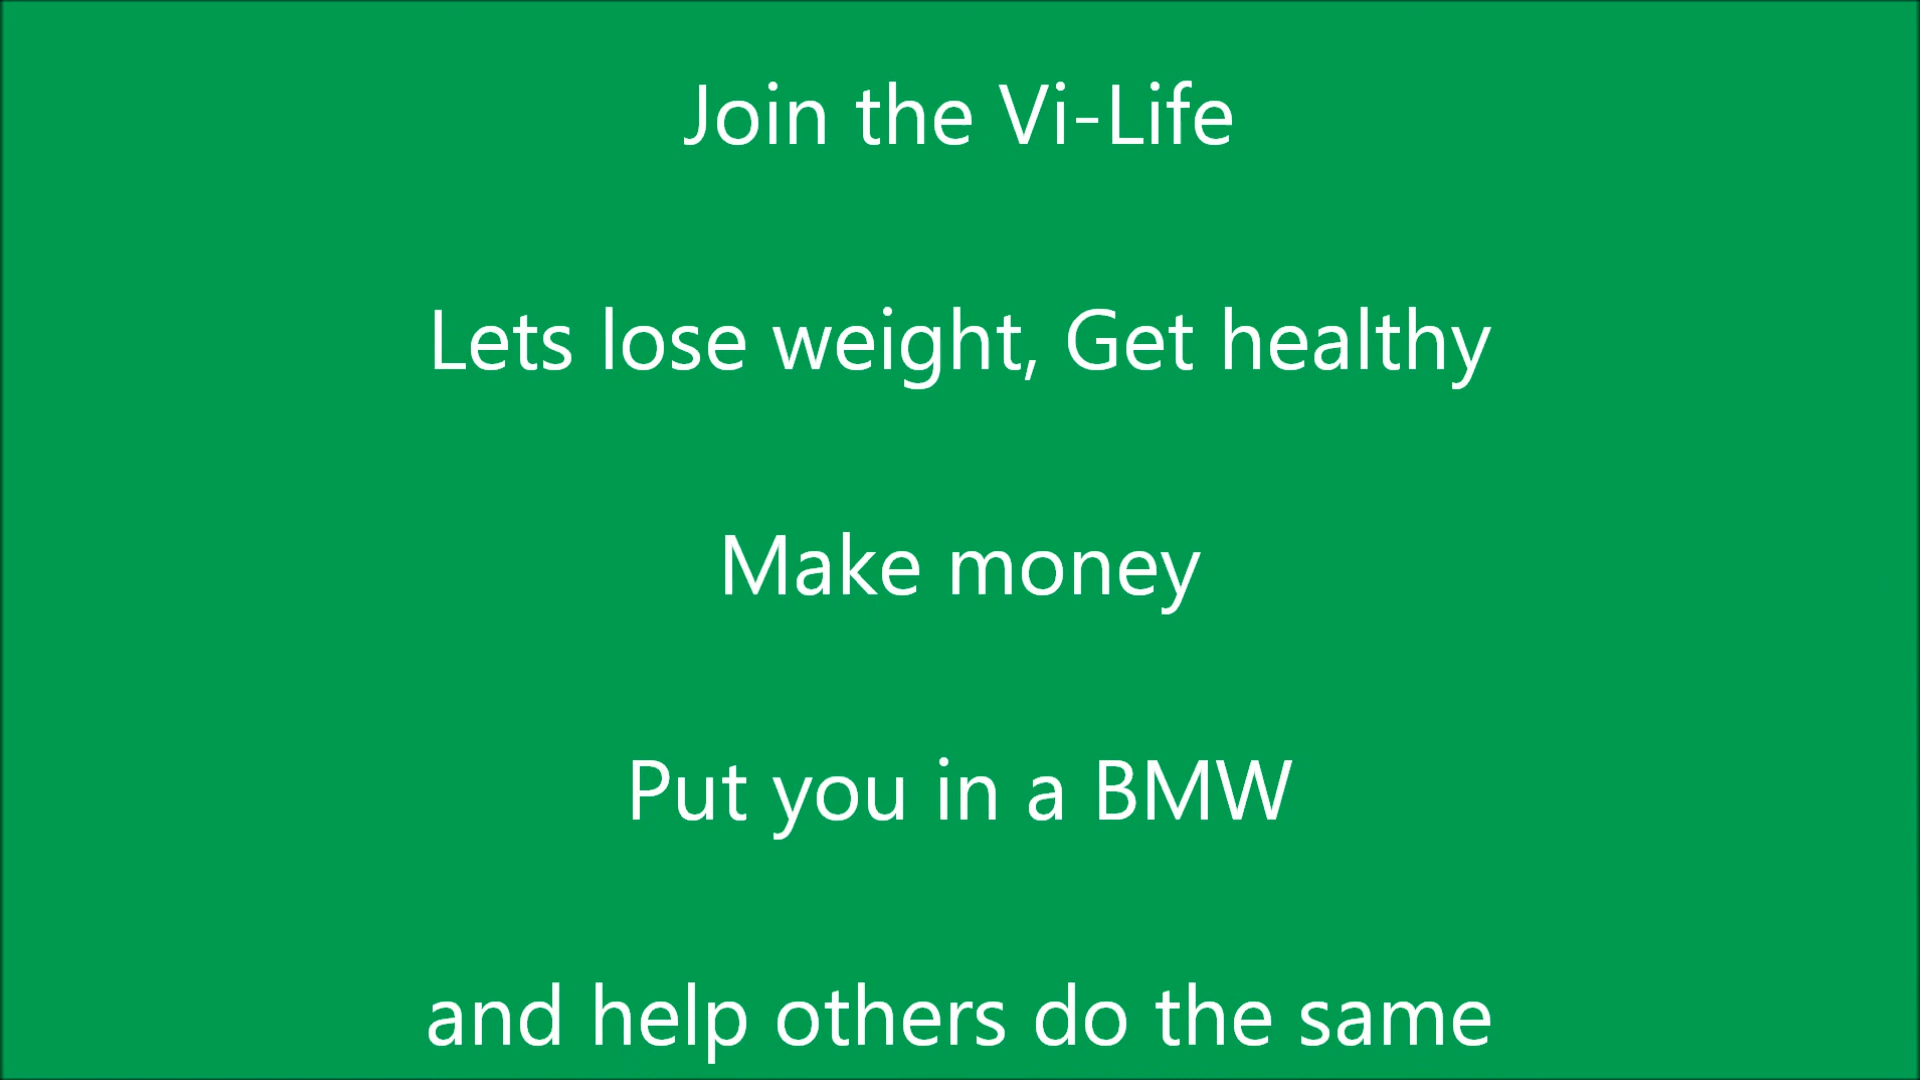 Join the Vi-Life
Lets lose weight, Get healthy
Make money
Put you in a BMW
and help others do the same